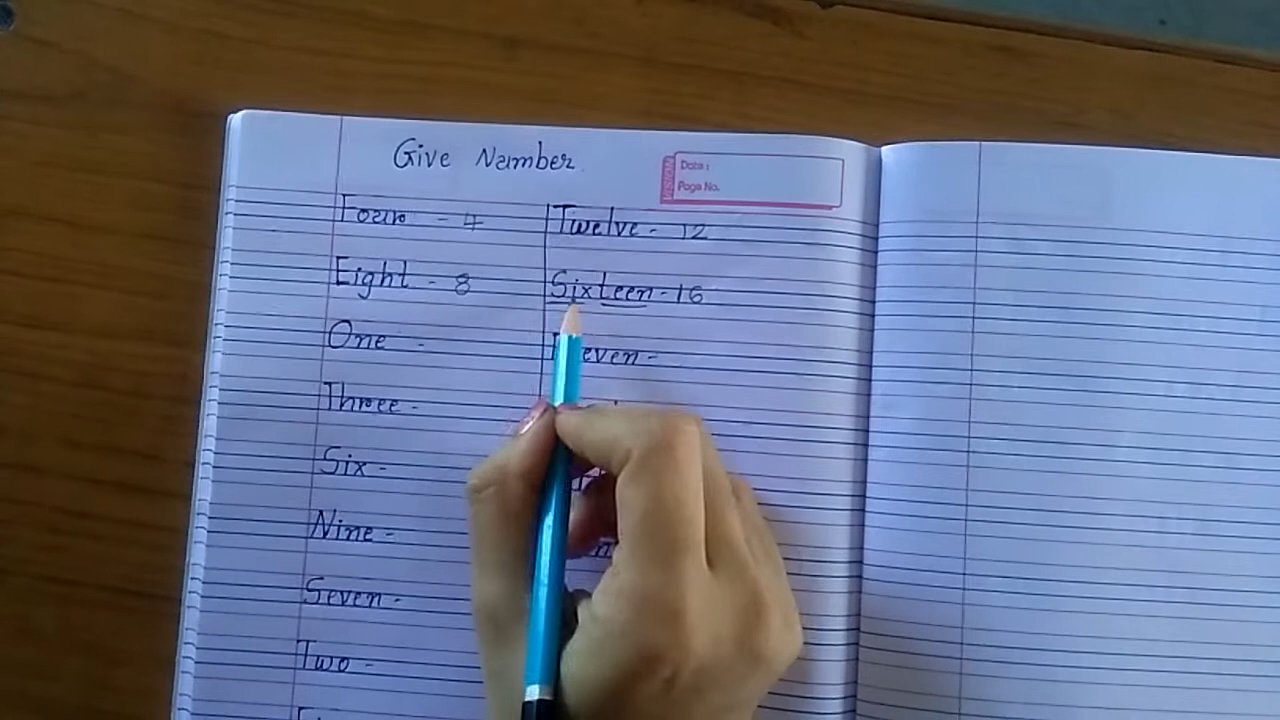 Give Number
VISION
Date :
Page No.
Four - 4
Eight - 8
One -
Three -
Six -
Nine -
Seven -
Two -
Twelve - 12
Sixteen - 16